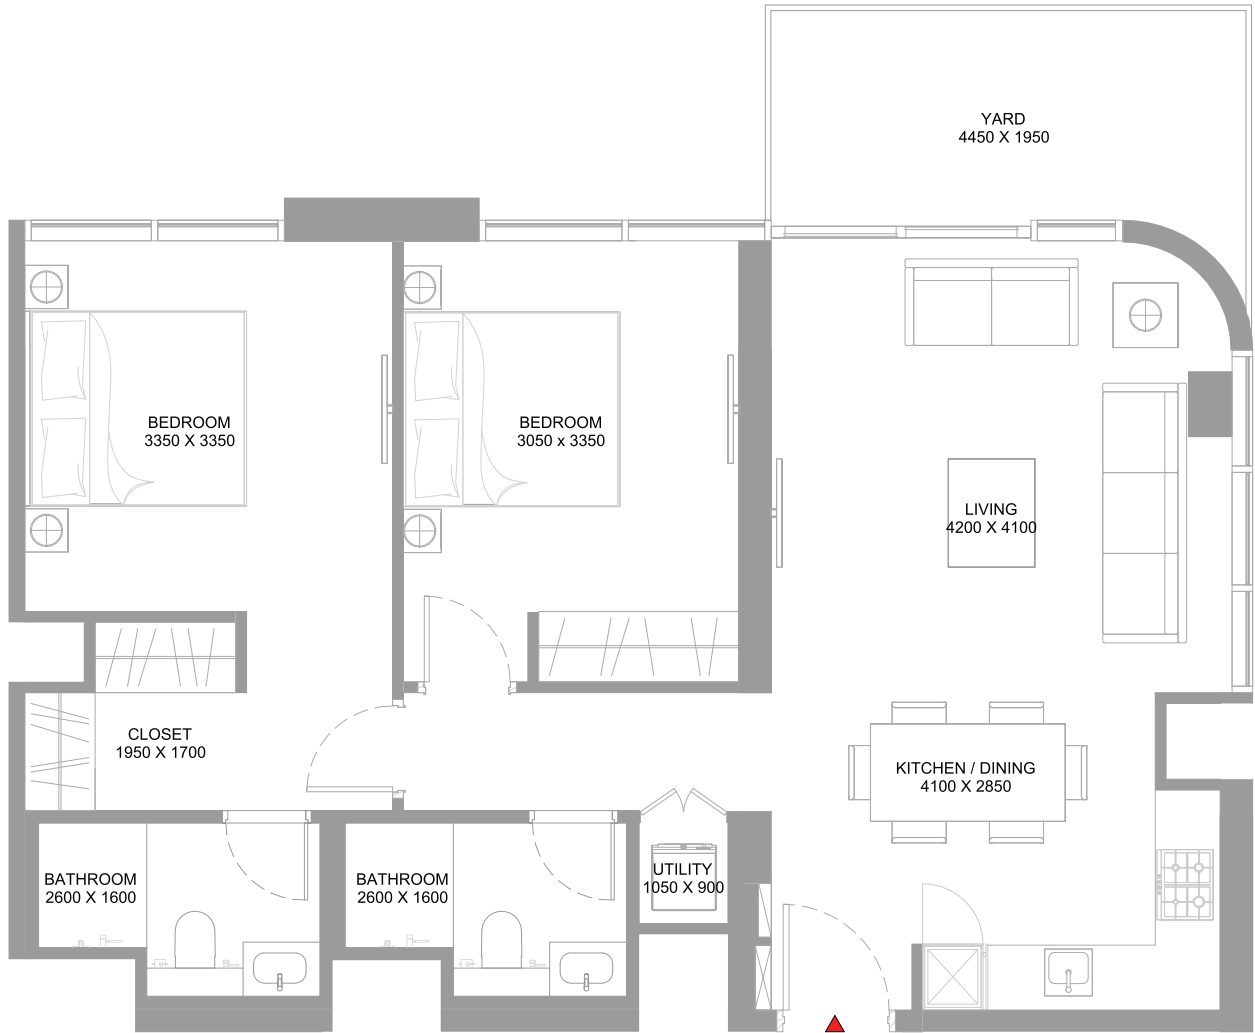 YARD
4450 X 1950
BEDROOM
3350 X 3350
BEDROOM
3050 x 3350
LIVING
4200 X 4100
CLOSET
1950 X 1700
KITCHEN / DINING
4100 X 2850
BATHROOM
2600 X 1600
BATHROOM
2600 X 1600
UTILITY
1050 X 900